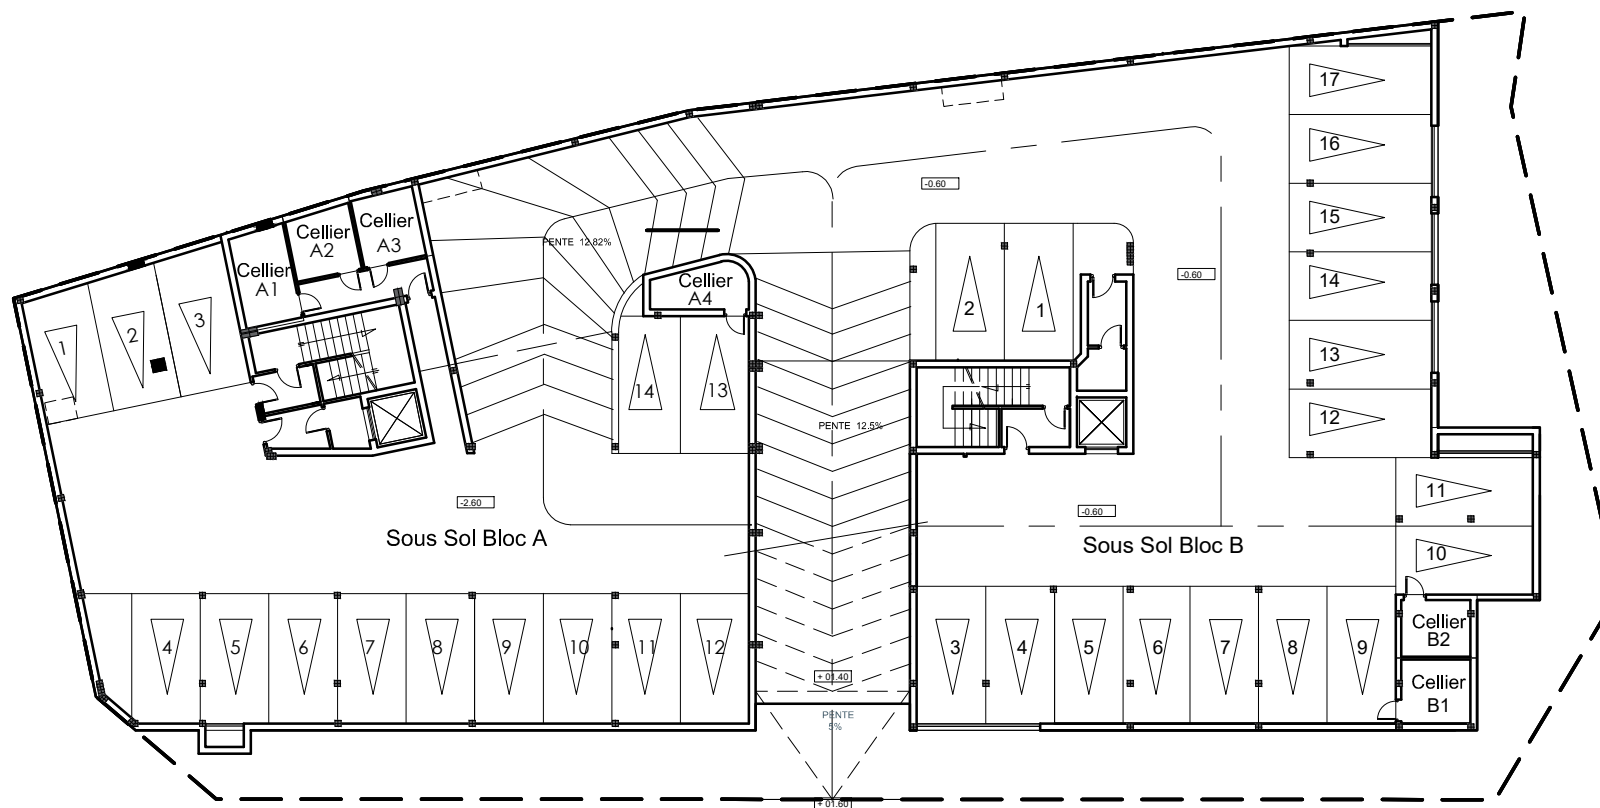 17
16
15
14
13
12
11
10
-0.60
-0.60
-0.60
Cellier
A3
Cellier
A2
Cellier
A1
PENTE 12.82%
Cellier
A4
1
2
3
14
13
2
1
PENTE 12.5%
-2.60
Sous Sol Bloc A
Sous Sol Bloc B
4
5
6
7
8
9
10
11
12
3
4
5
6
7
8
9
Cellier
B2
Cellier
B1
+ 01.40
PENTE
5%
+ 01.60